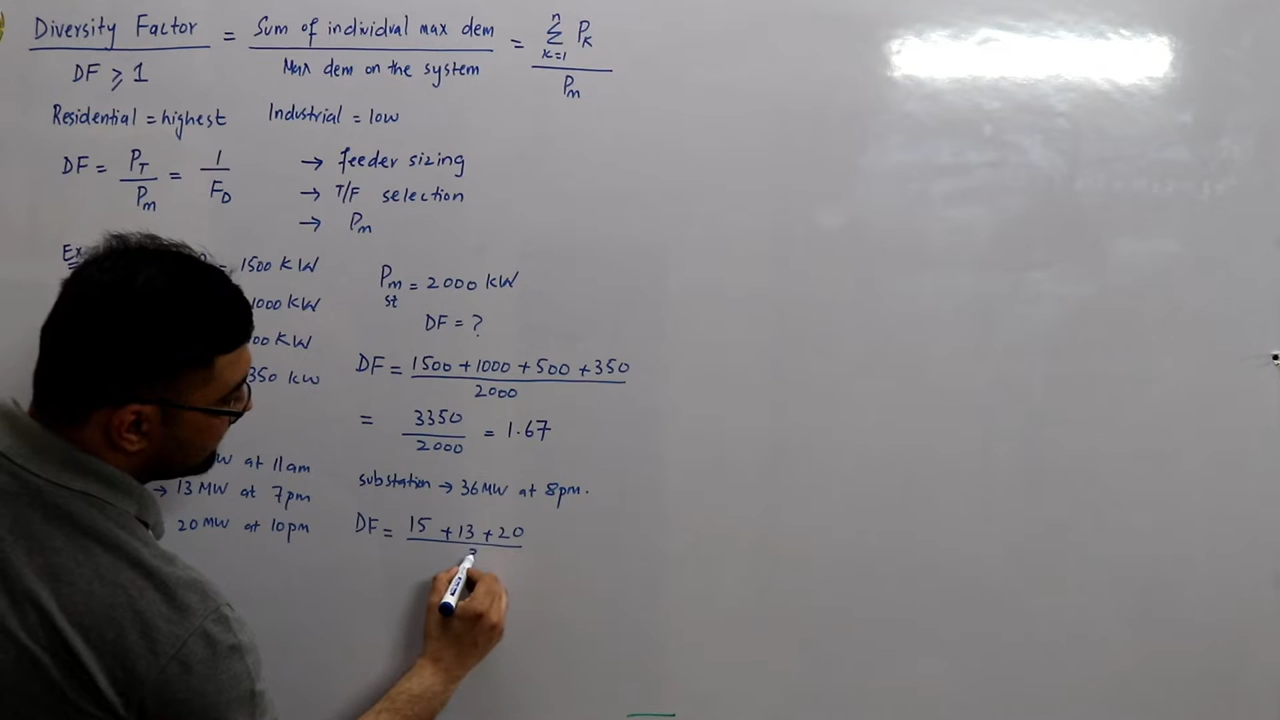 Diversity Factor = Sum of individual max dem / Max dem on the system = n Σ k=1 Pk / Pm
DF ≥ 1
Residential = highest Industrial = low
DF = PT / Pm = 1 / FD
→ feeder sizing
→ T/F selection
→ Pm
Ex = 1500 kW
1000 kW
00 kW
350 kW
Pm = 2000 kW
st
DF = ?
DF = 1500 + 1000 + 500 + 350 / 2000
= 3350 / 2000 = 1.67
W at 11am
→ 13 MW at 7pm
20 MW at 10pm
substation → 36 MW at 8pm.
DF = 15 + 13 + 20